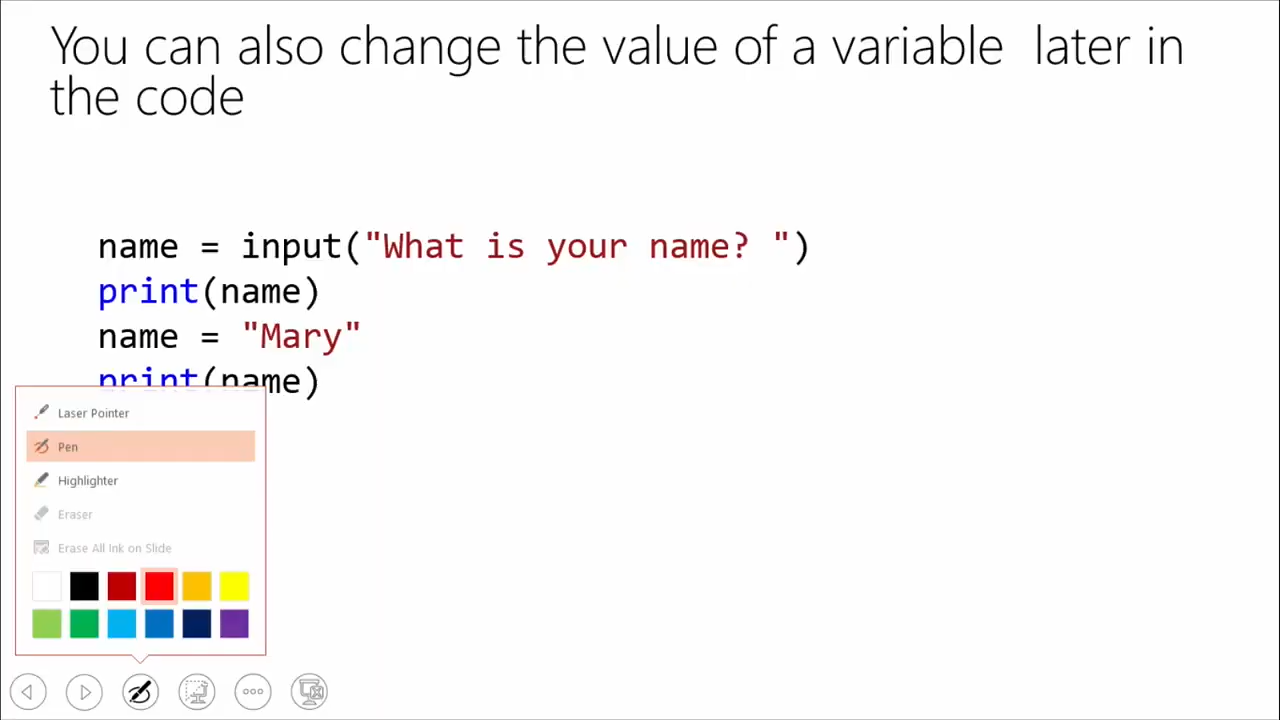 You can also change the value of a variable later in
the code
name = input("What is your name? ")
print(name)
name = "Mary"
print(name)
Laser Pointer
Pen
Highlighter
Eraser
Erase All Ink on Slide